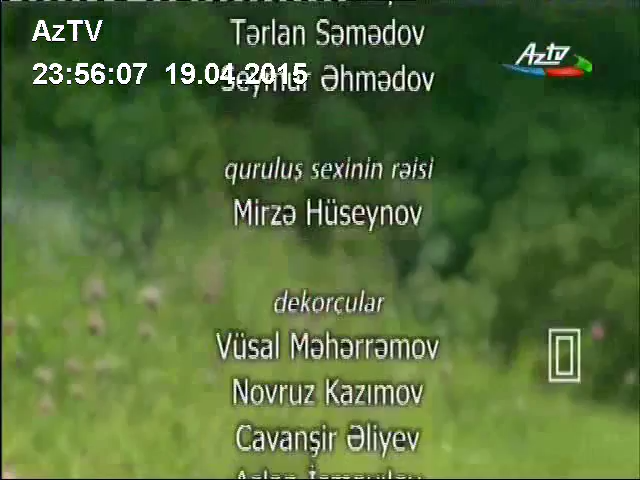 AzTV
Tərlan Səmədov
23:56:07 19.04.2015
Əhmədov
AzTV
quruluş sexinin rəisi
Mirzə Hüseynov
dekorçular
Vüsal Məhərrəmov
Novruz Kazımov
Cavanşir Əliyev